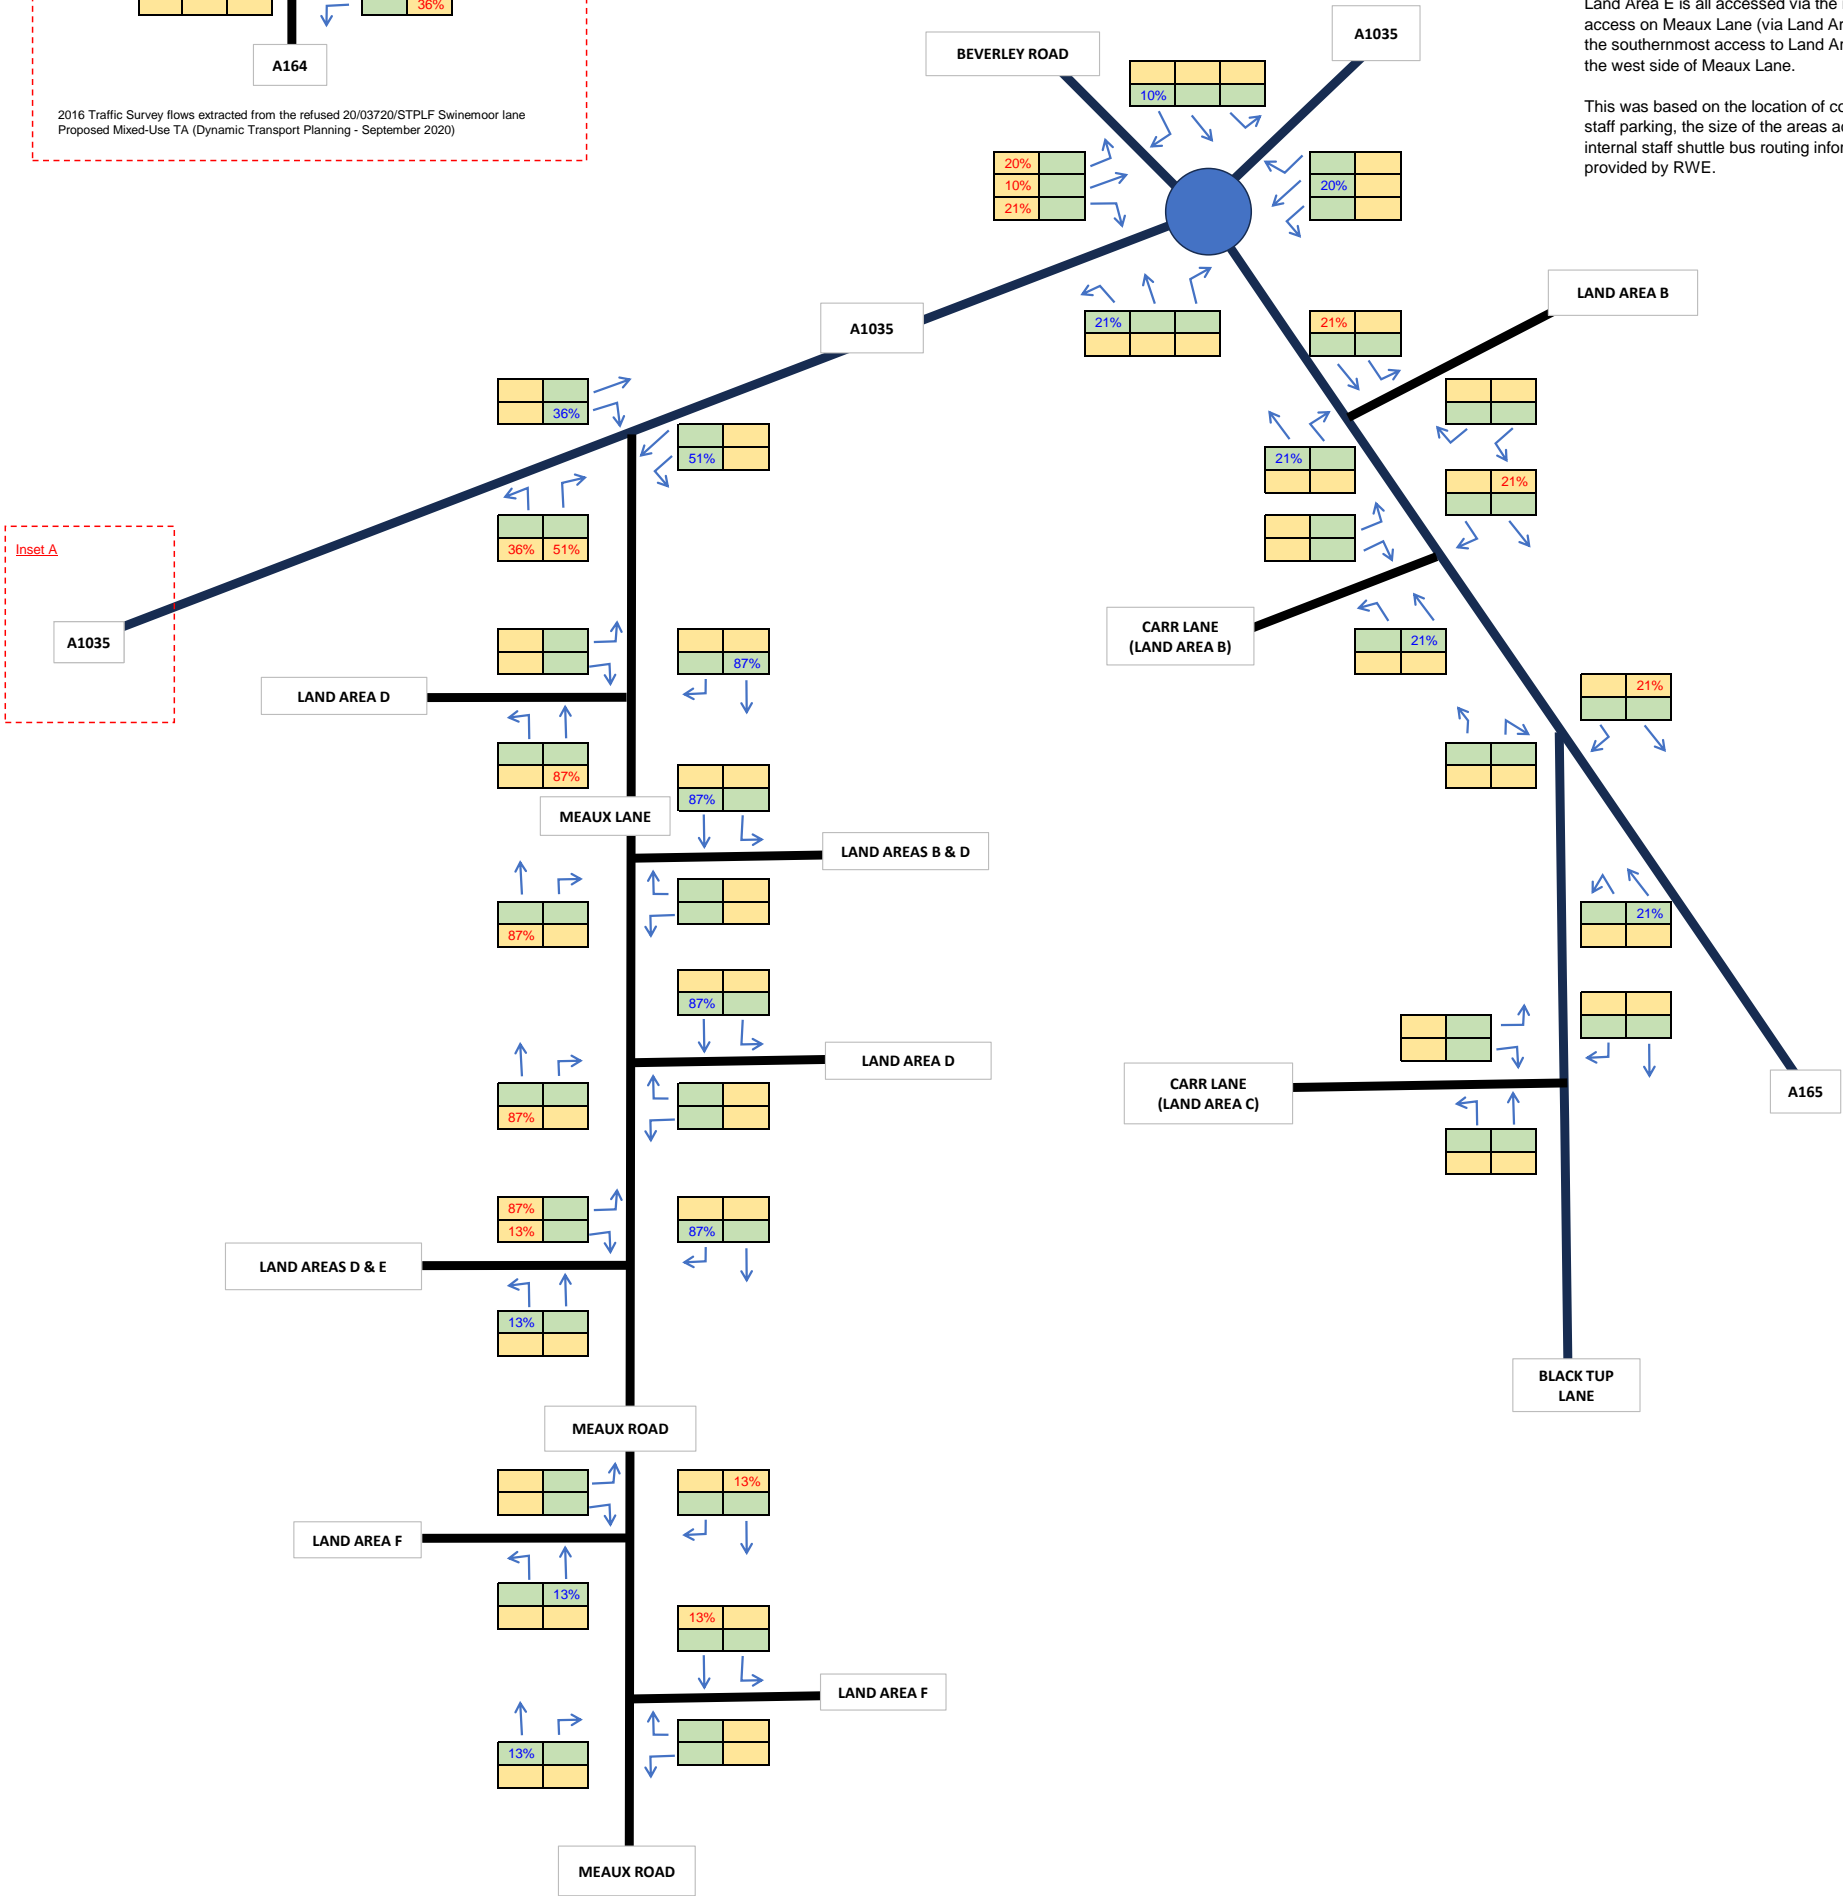 36%
A164
2016 Traffic Survey flows extracted from the refused 20/03720/STPLF Swinemoor lane
Proposed Mixed-Use TA (Dynamic Transport Planning - September 2020)
Land Area E is all accessed via the
access on Meaux Lane (via Land
the southernmost access to Land
the west side of Meaux Lane.
This was based on the location of
staff parking, the size of the areas
internal staff shuttle bus routing
provided by RWE.
BEVERLEY ROAD
A1035
10%
20%
10%
21%
20%
21%
A1035
LAND AREA B
21%
21%
21%
36%
51%
36% 51%
Inset A
A1035
CARR LANE
(LAND AREA B)
21%
21%
LAND AREA D
87%
87%
MEAUX LANE
87%
LAND AREAS B & D
87%
21%
87%
LAND AREA D
87%
CARR LANE
(LAND AREA C)
A165
87%
13%
87%
LAND AREAS D & E
13%
BLACK TUP
LANE
MEAUX ROAD
13%
LAND AREA F
13%
13%
LAND AREA F
13%
MEAUX ROAD